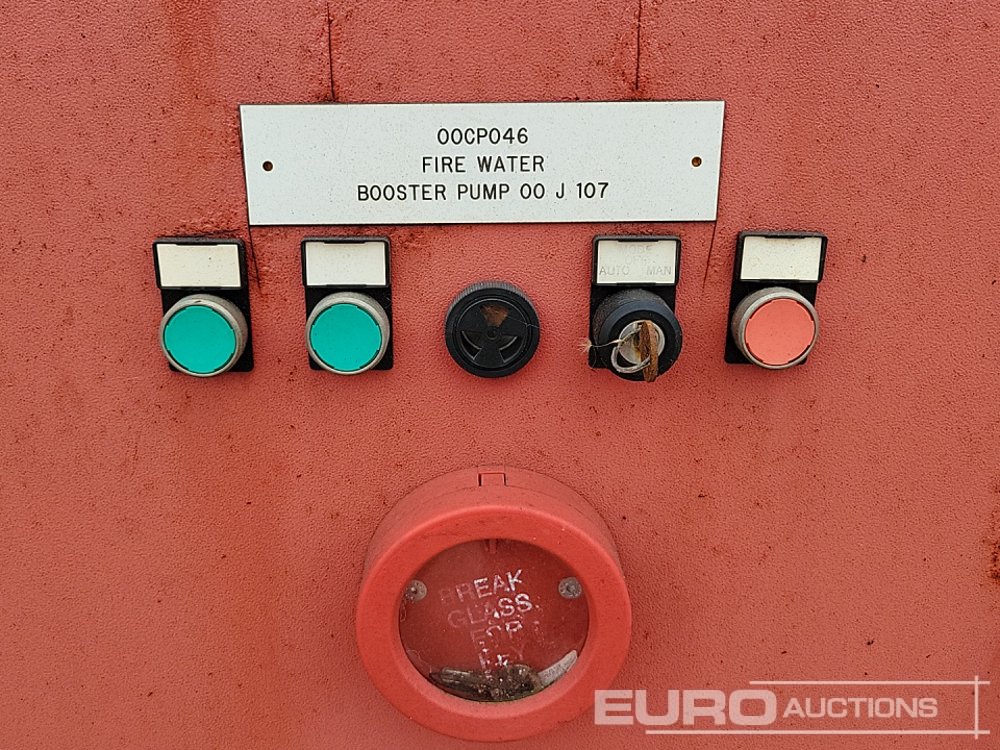 00CP046
FIRE WATER
BOOSTER PUMP 00 J 107
AUTO MAN
BREAK
GLASS
FOR
KEY
EURO AUCTIONS